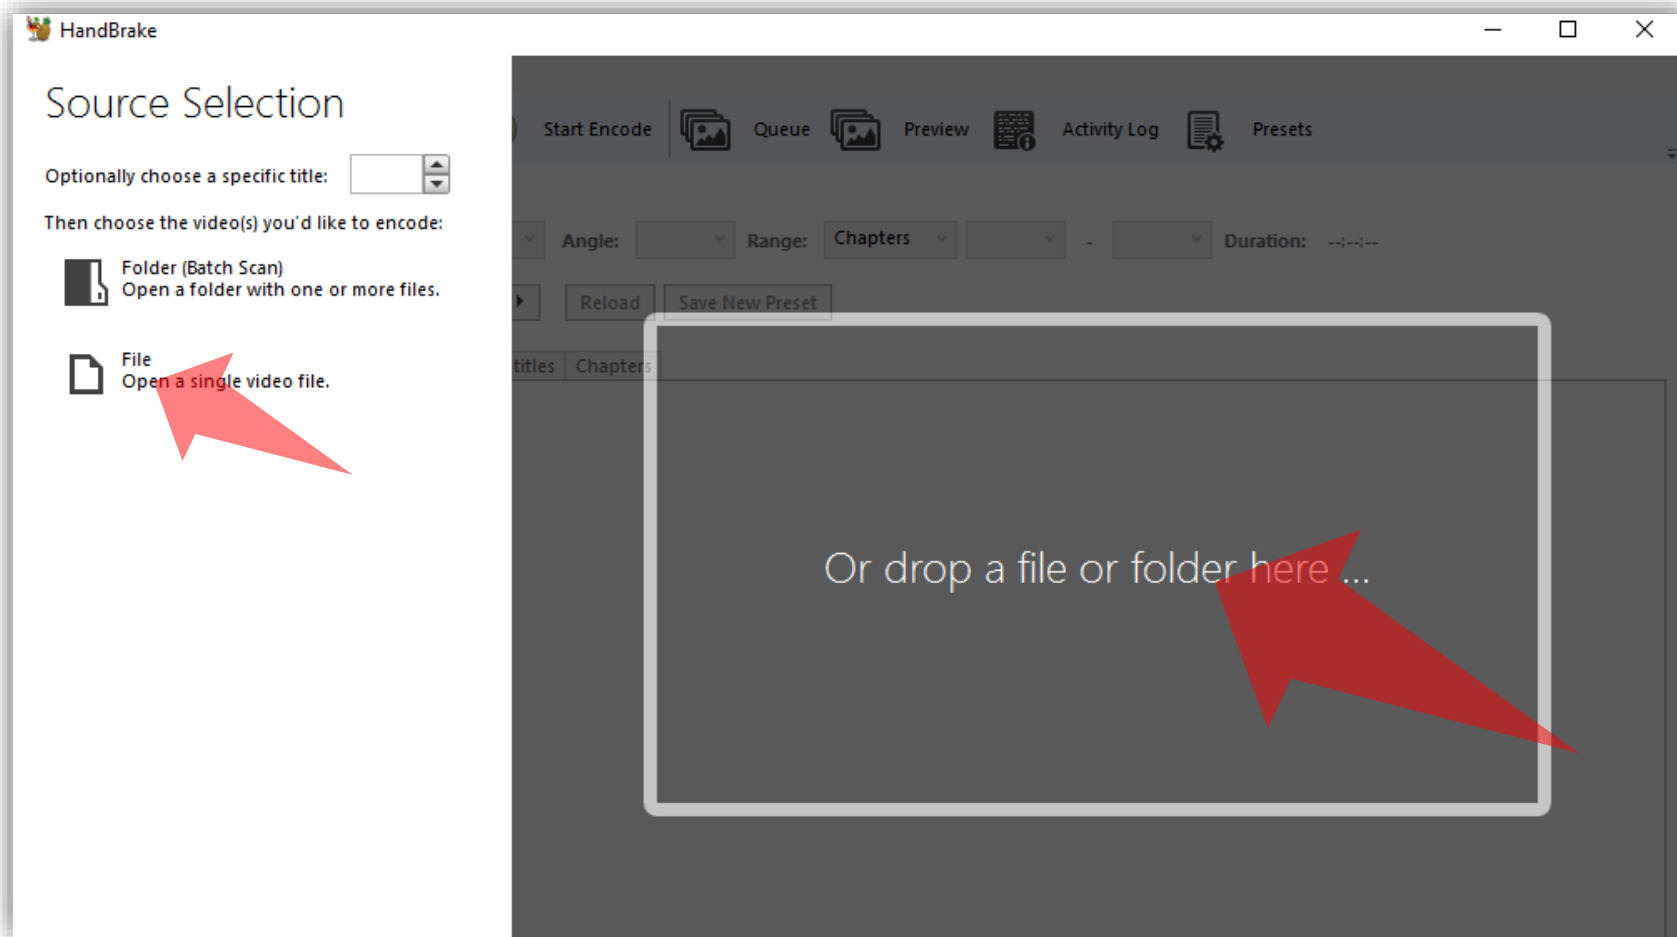 HandBrake
Source Selection
Optionally choose a specific title:
Then choose the video(s) you'd like to encode:
Folder (Batch Scan)
Open a folder with one or more files.
File
Open a single video file.
Start Encode
Queue
Preview
Activity Log
Presets
Angle:
Range:
Chapters
-
Duration:
--:--:--
Reload
Save New Preset
titles
Chapters
Or drop a file or folder here ...